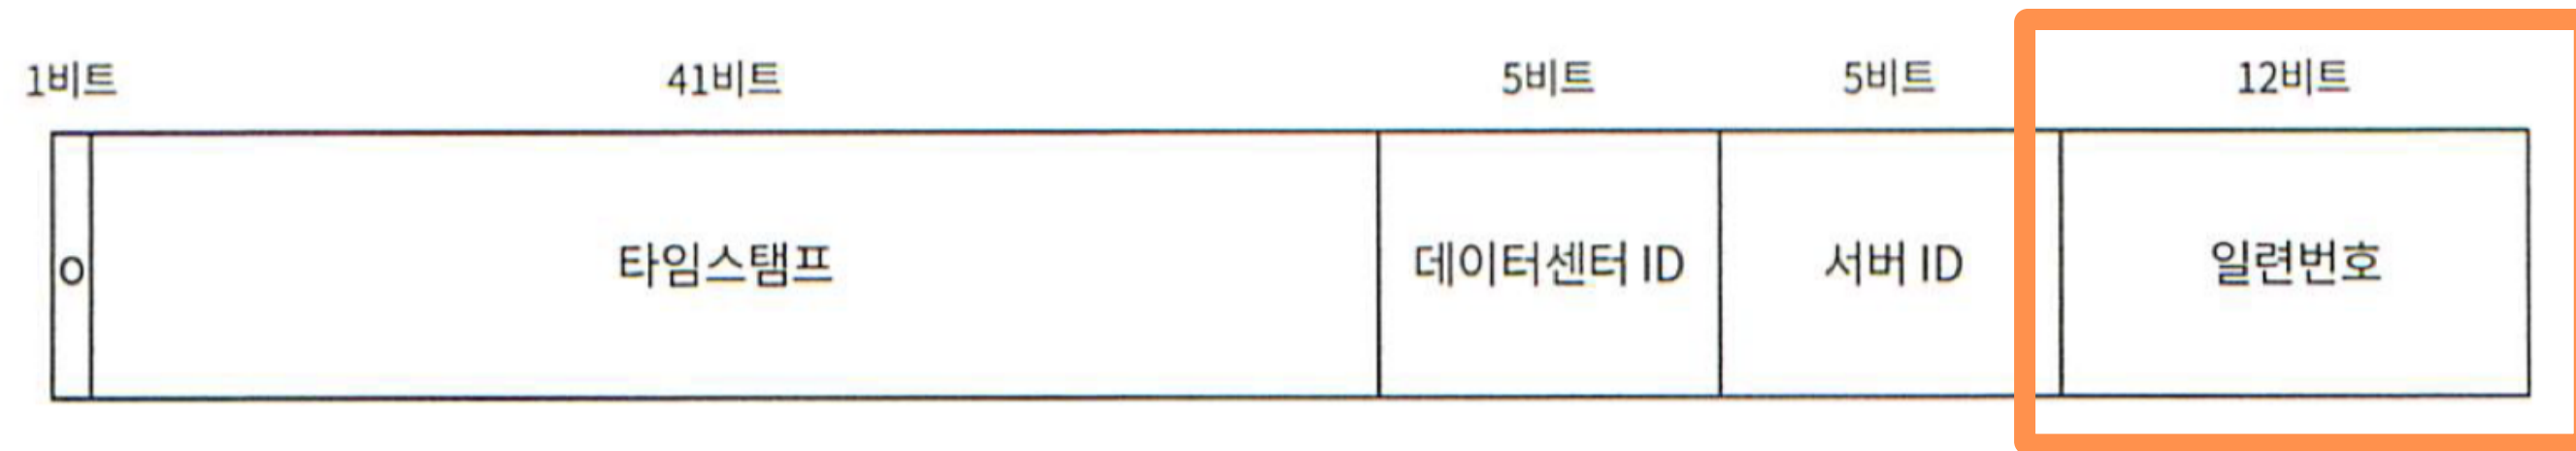 1비트 41비트 5비트 5비트 12비트
0 타임스탬프 데이터센터 ID 서버 ID 일련번호